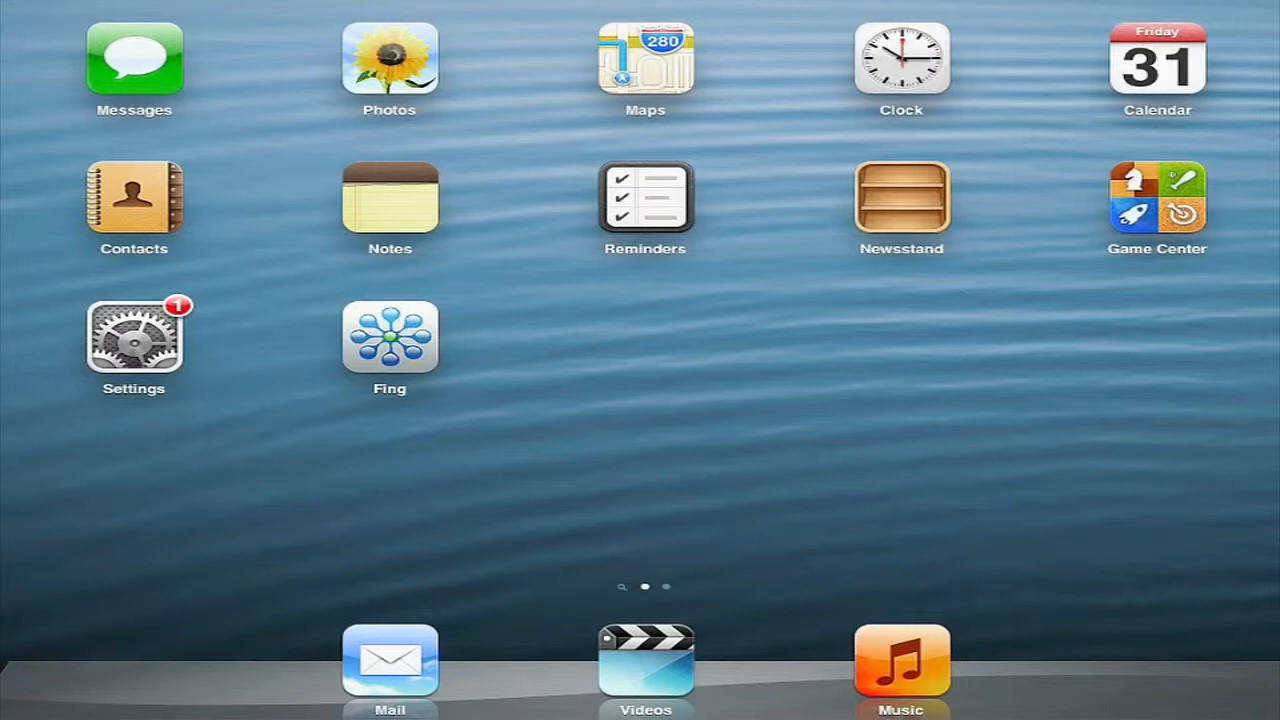 280
Friday
31
Messages
Photos
Maps
Clock
Calendar
Contacts
Notes
Reminders
Newsstand
Game Center
1
Settings
Fing
Mail
Videos
Music